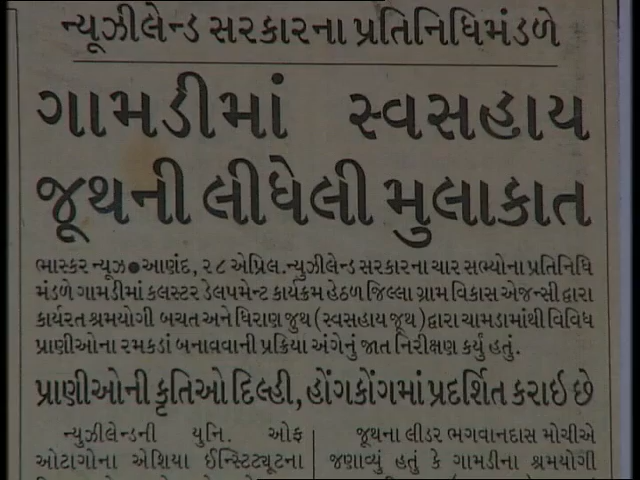 ન્યૂઝીલેન્ડ સરકારના પ્રતિનિધિમંડળે
ગામડીમાં સ્વસહાય
જૂથની લીધેલી મુલાકાત
ભાસ્કર ન્યૂઝ●આણંદ, ૨૮ એપ્રિલ.ન્યુઝીલેન્ડ સરકારના ચાર સભ્યોના પ્રતિનિધિ
મંડળે ગામડીમાં કલસ્ટર ડેલપમેન્ટ કાર્યક્રમ હેઠળ જિલ્લા ગ્રામ વિકાસ એજન્સી દ્વારા
કાર્યરત શ્રમયોગી બચત અને ધિરાણ જુથ (સ્વસહાય જૂથ) દ્વારા ચામડામાંથી વિવિધ
પ્રાણીઓના રમકડાં બનાવવાની પ્રક્રિયા અંગેનું જાત નિરીક્ષણ કર્યું હતું.
પ્રાણીઓની કૃતિઓ દિલ્હી, હોંગકોંગમાં પ્રદર્શિત કરાઇ છે
ન્યુઝીલેન્ડની યુનિ. ઓફ
ઓટાગોના એશિયા ઈન્સ્ટિટ્યૂટના
જૂથના લીડર ભગવાનદાસ મોચીએ
જણાવ્યું હતું કે ગામડીના શ્રમયોગી